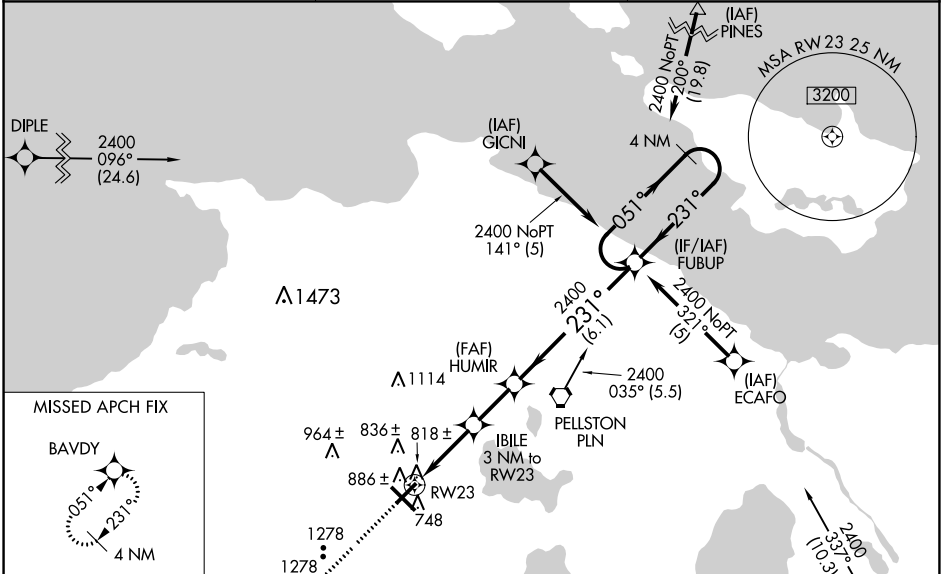 (IAF)
PINES
2400 NoPT
200°
(19.8)
MSA RW23 25 NM
3200
DIPLE
2400
096°
(24.6)
(IAF)
GICNI
4 NM
051°
231°
2400 NoPT
141° (5)
(IF/IAF)
FUBUP
2400
231°
(6.1)
2400 NoPT
321°
(5)
1473
(FAF)
HUMIR
1114
2400
035° (5.5)
(IAF)
ECAFO
PELLSTON
PLN
MISSED APCH FIX
BAVDY
051°
231°
4 NM
964 ±
836 ±
818 ±
IBILE
3 NM to
RW23
886 ±
RW23
748
1278
1278
2400
337°
(10.3)